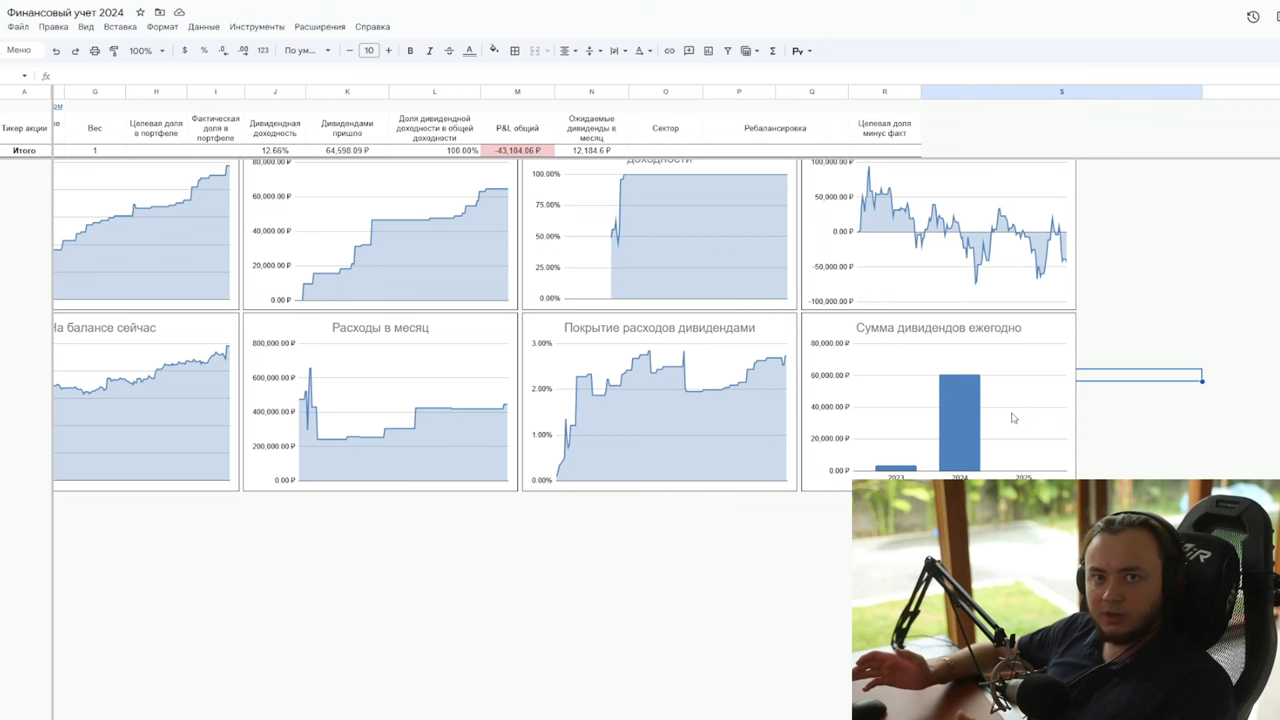 Финансовый учет 2024
Файл Правка Вид Вставка Формат Данные Инструменты Расширения Справка
Меню 100% $ % .0 .00 123 По ум... 10 B I A
fx
A G H I J K L M N O P Q R S
Тикер акции Вес Целевая доля в портфеле Фактическая доля в портфеле Дивидендная доходность Дивидендами пришло Доля дивидендной доходности в общей доходности P&L общий Ожидаемые дивиденды в месяц Сектор Ребалансировка Целевая доля минус факт
Итого 1 12.66% 64,598.09 ₽ 100.00% -43,104.06 ₽ 12,184.6 ₽
доходности
80,000.00 ₽
60,000.00 ₽
40,000.00 ₽
20,000.00 ₽
0.00 ₽
100.00%
75.00%
50.00%
25.00%
0.00%
100,000.00 ₽
50,000.00 ₽
0.00 ₽
-50,000.00 ₽
-100,000.00 ₽
На балансе сейчас
Расходы в месяц
800,000.00 ₽
600,000.00 ₽
400,000.00 ₽
200,000.00 ₽
0.00 ₽
Покрытие расходов дивидендами
3.00%
2.00%
1.00%
0.00%
Сумма дивидендов ежегодно
80,000.00 ₽
60,000.00 ₽
40,000.00 ₽
20,000.00 ₽
0.00 ₽
2023 2024 2025